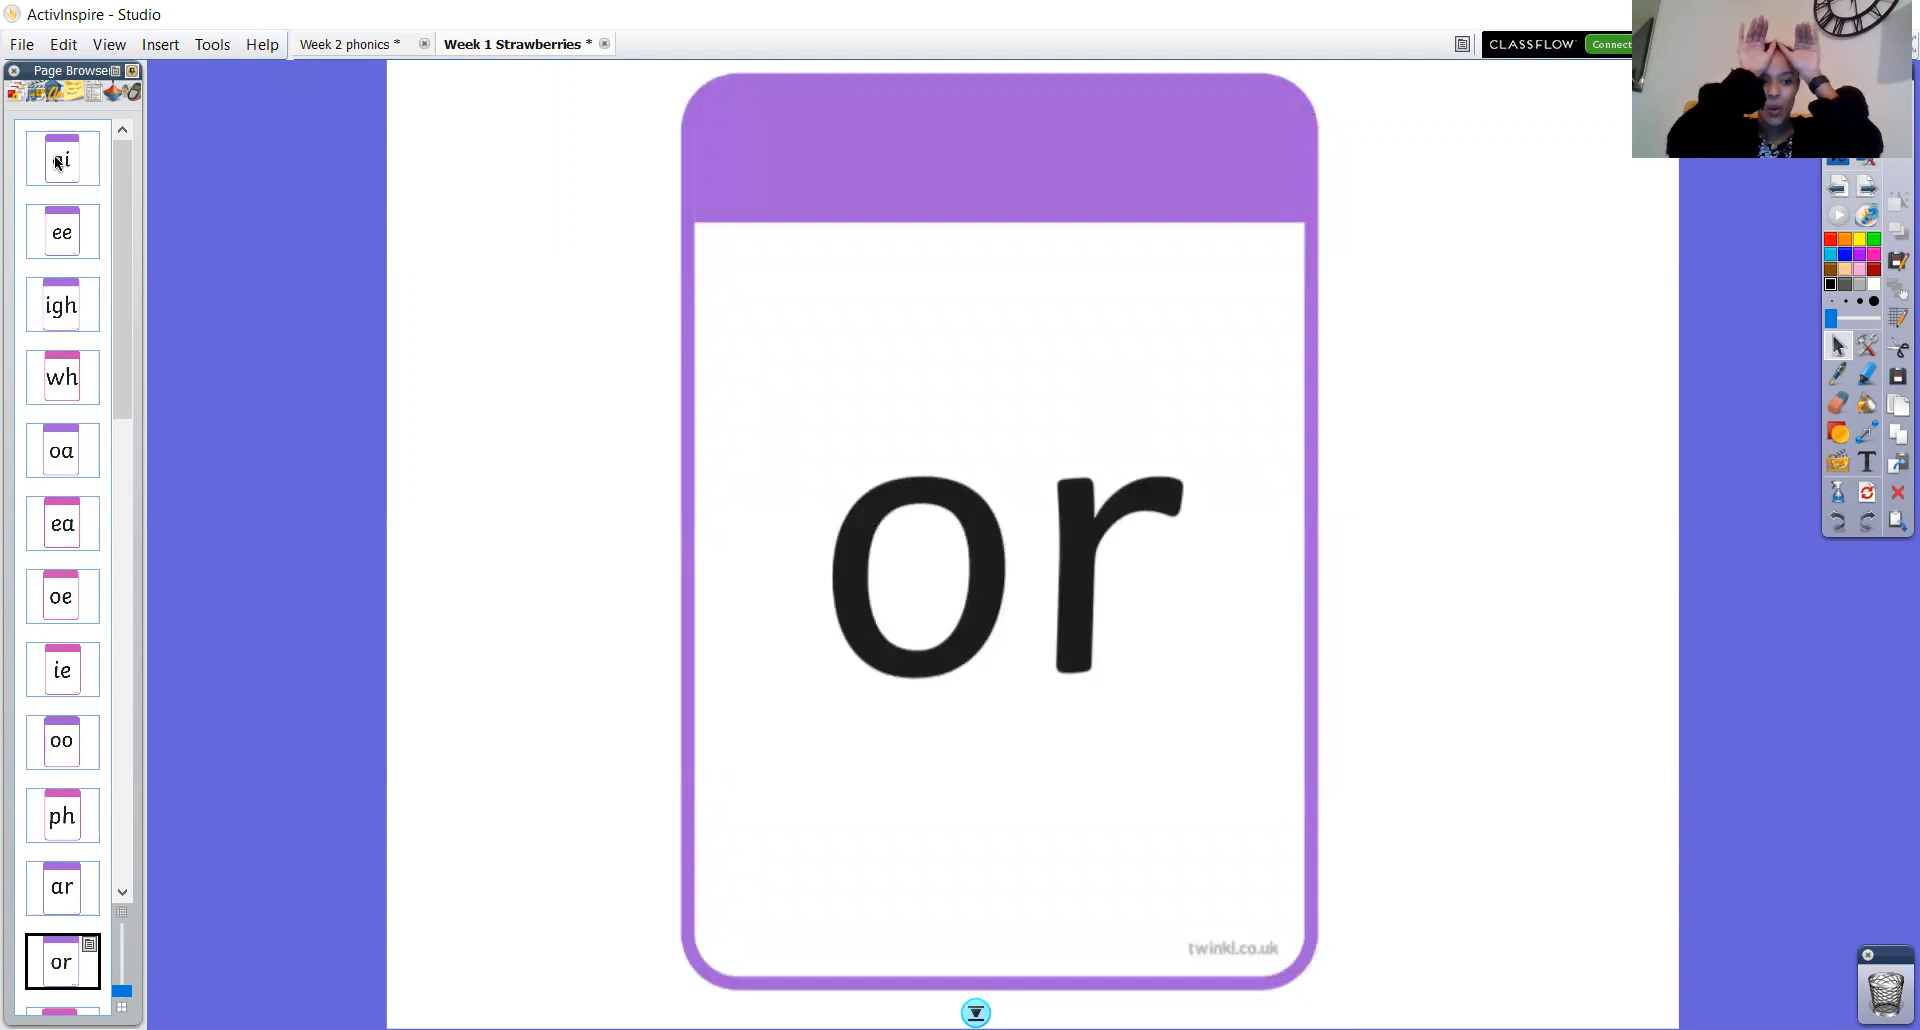 ActivInspire - Studio
File Edit View Insert Tools Help Week 2 phonics * Week 1 Strawberries * CLASSFLOW Connect
Page Browser
ai
ee
igh
wh
oa
ea
oe
ie
oo
ph
ar
or
or
twinkl.co.uk
T